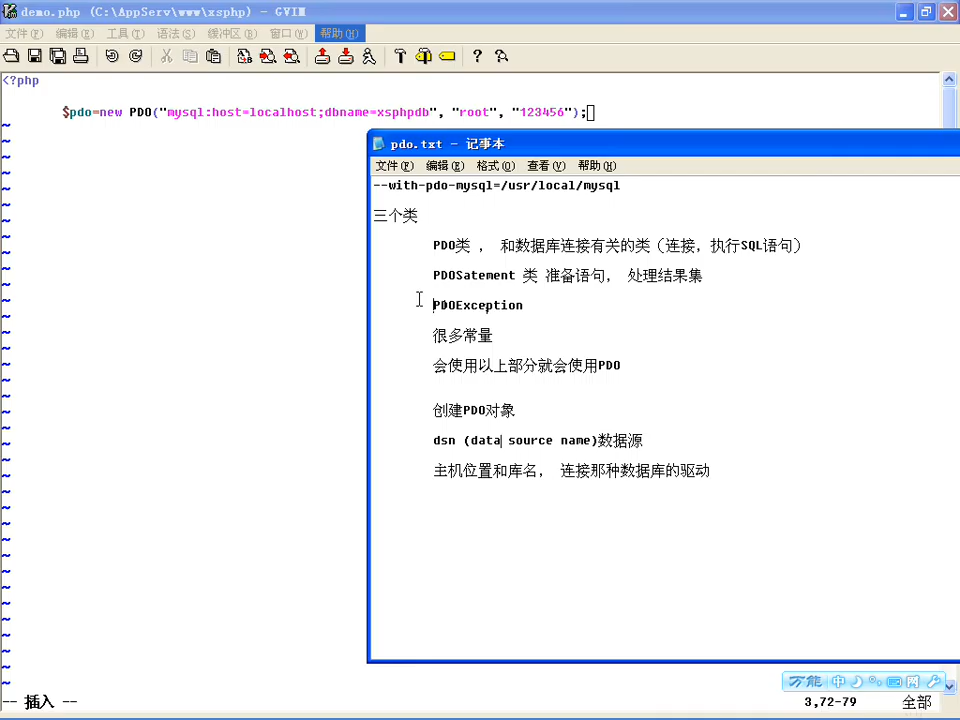 demo.php (C:\AppServ\www\xsphp) - GVIM
文件(F) 编辑(E) 工具(T) 语法(S) 缓冲区(B) 窗口(W) 帮助(H)
<?php
$pdo=new PDO("mysql:host=localhost;dbname=xsphpdb", "root", "123456");
pdo.txt - 记事本
文件(F) 编辑(E) 格式(O) 查看(V) 帮助(H)
--with-pdo-mysql=/usr/local/mysql
三个类
PDO类 , 和数据库连接有关的类(连接, 执行SQL语句)
PDOSatement 类 准备语句, 处理结果集
PDOException
很多常量
会使用以上部分就会使用PDO
创建PDO对象
dsn (data source name)数据源
主机位置和库名, 连接那种数据库的驱动
万能 中
-- 插入 --
3,72-79 全部